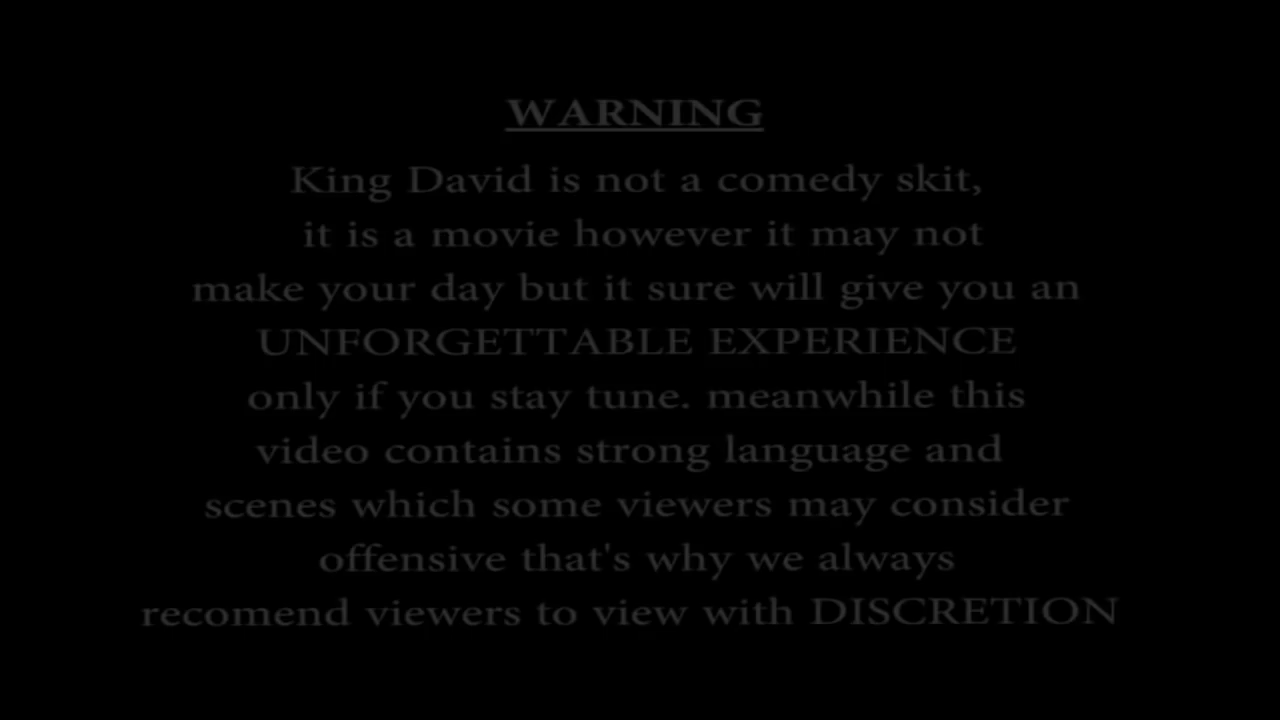 WARNING
King David is not a comedy skit,
it is a movie however it may not
make your day but it sure will give you an
UNFORGETTABLE EXPERIENCE
only if you stay tune. meanwhile this
video contains strong language and
scenes which some viewers may consider
offensive that's why we always
recomend viewers to view with DISCRETION